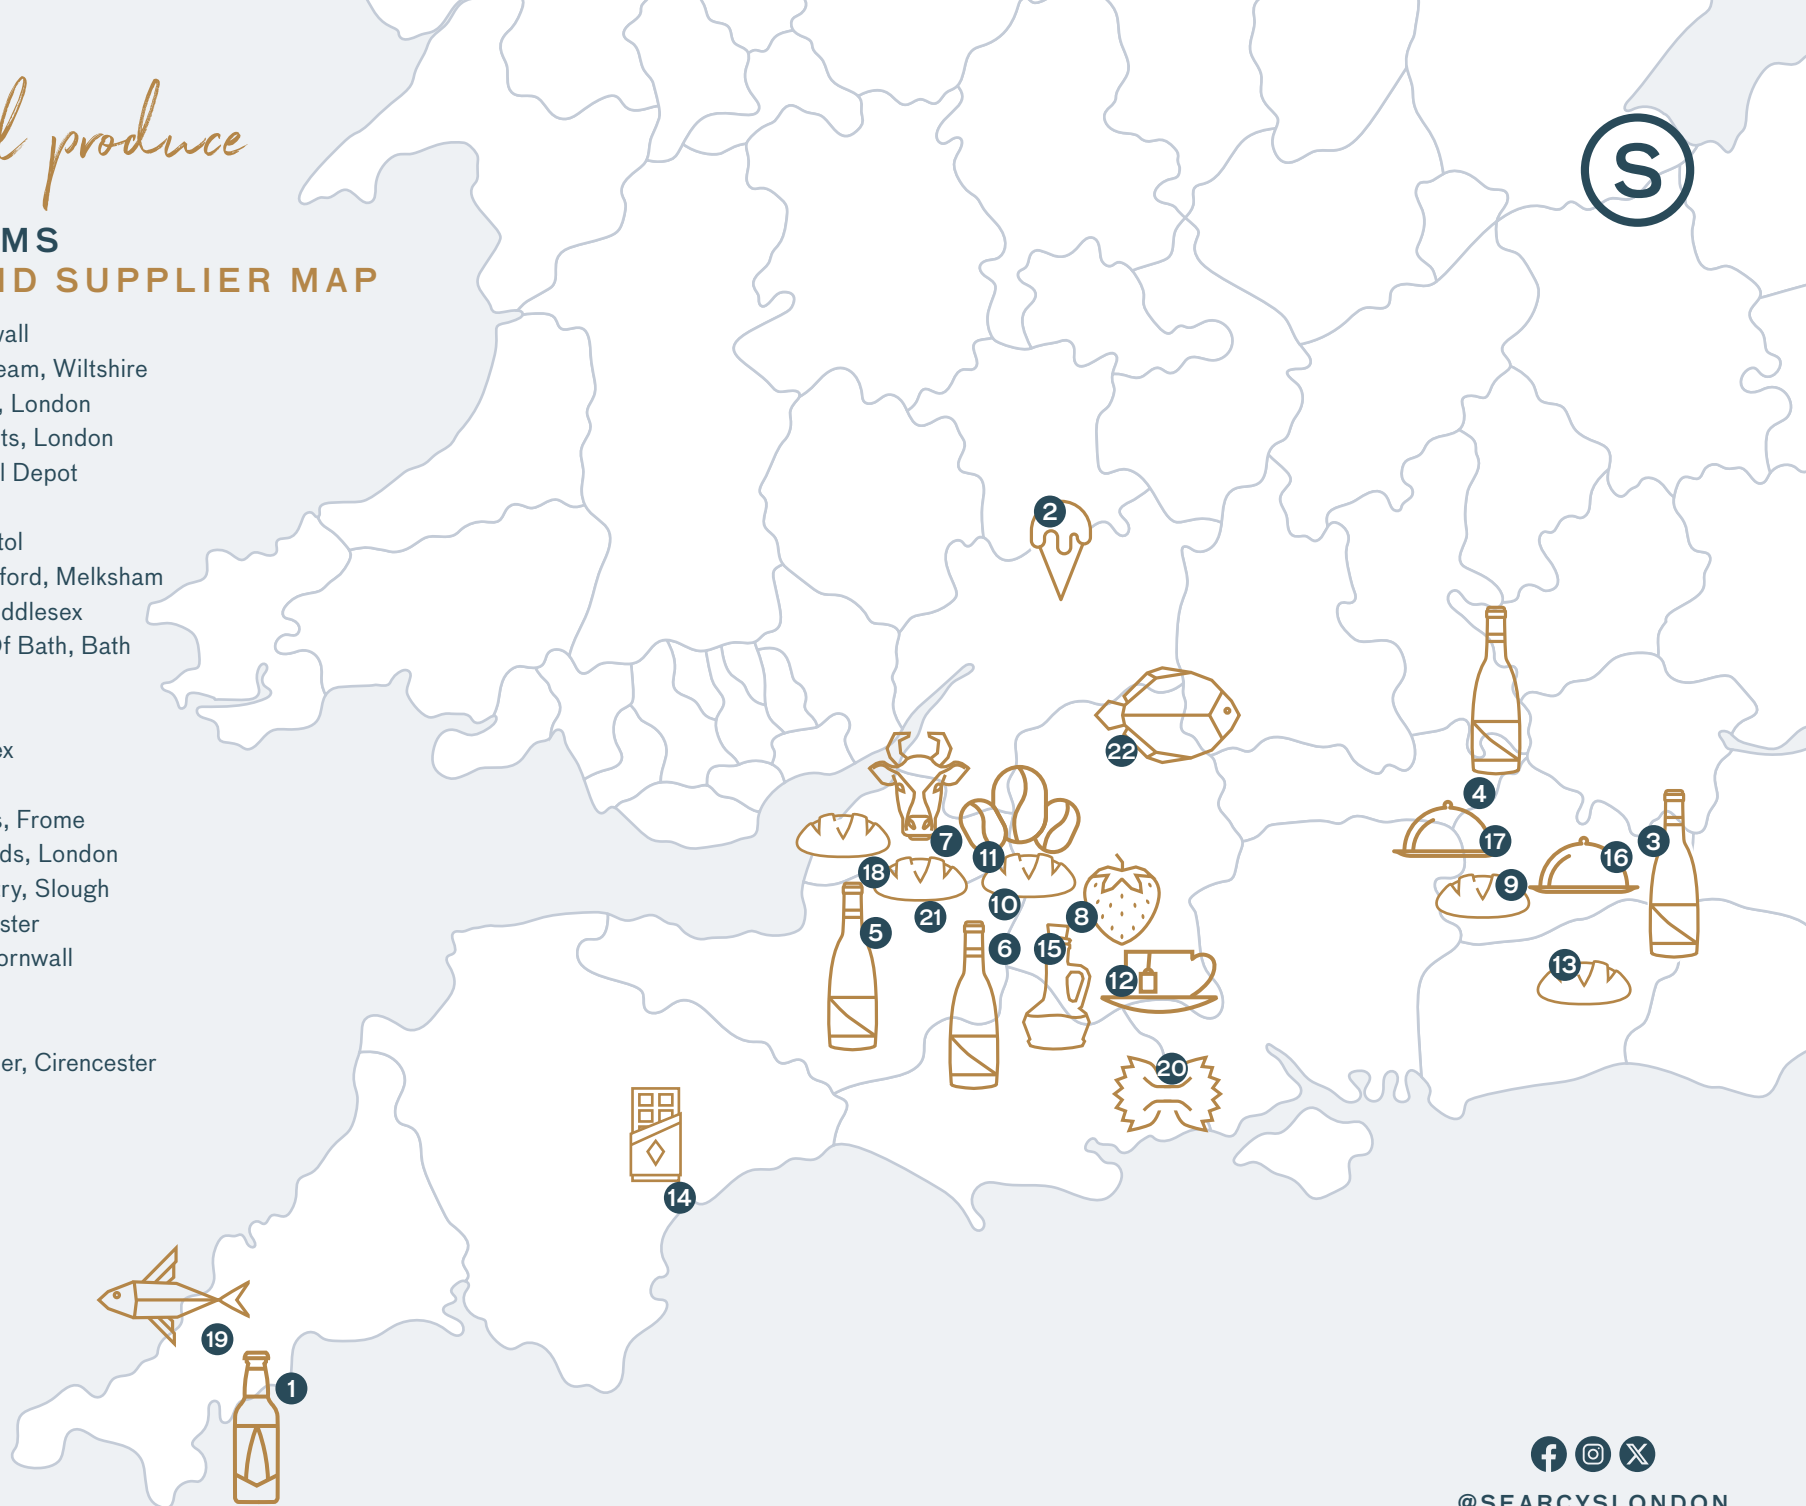 produce
MS
ID SUPPLIER MAP
wall
eam, Wiltshire
, London
ts, London
l Depot
tol
ford, Melksham
ddlesex
Of Bath, Bath
ex
s, Frome
ds, London
ry, Slough
ster
ornwall
er, Cirencester
S
2
22
4
7
17
3
11
16
18
9
10
21
8
5
6
15
13
12
20
14
19
1
@SEARCYSLONDON